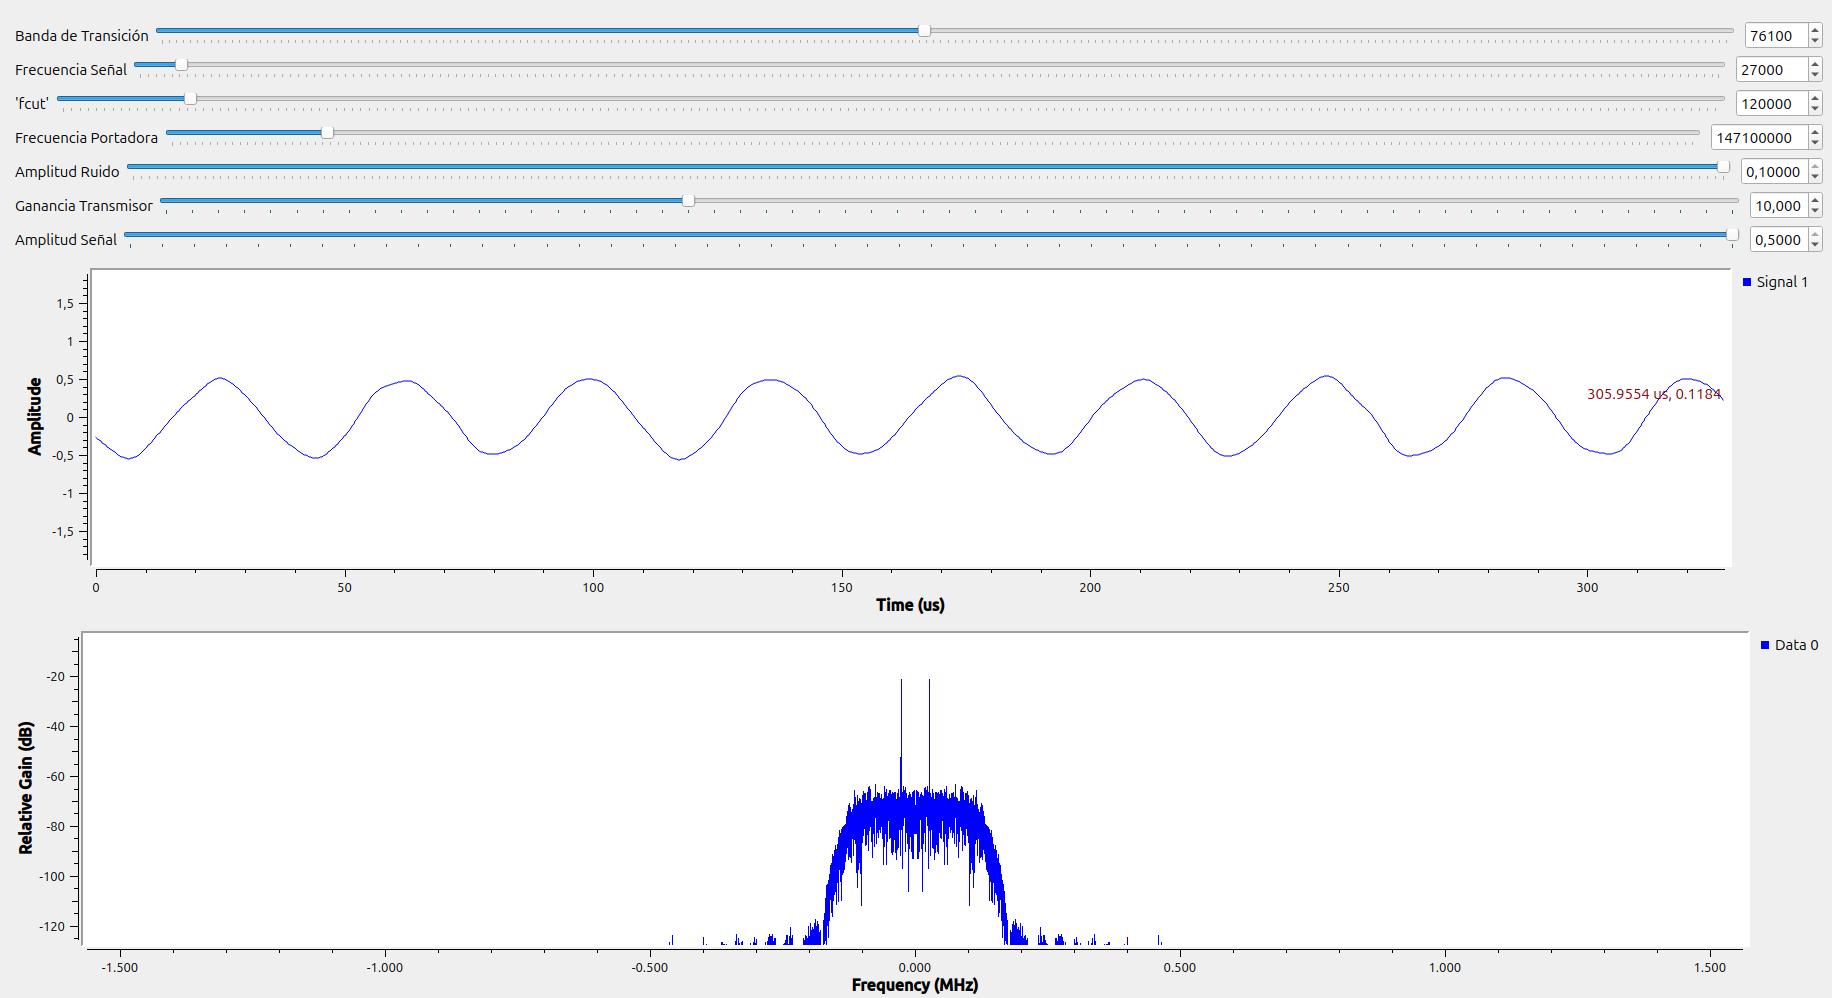 Banda de Transición 76100
Frecuencia Señal 27000
'fcut' 120000
Frecuencia Portadora 147100000
Amplitud Ruido 0,10000
Ganancia Transmisor 10,000
Amplitud Señal 0,5000
Signal 1
Amplitude
1,5
1
0,5
0
-0,5
-1
-1,5
305.9554 us, 0.1184
0 50 100 150 200 250 300
Time (us)
Data 0
Relative Gain (dB)
-20
-40
-60
-80
-100
-120
-1.500 -1.000 -0.500 0.000 0.500 1.000 1.500
Frequency (MHz)